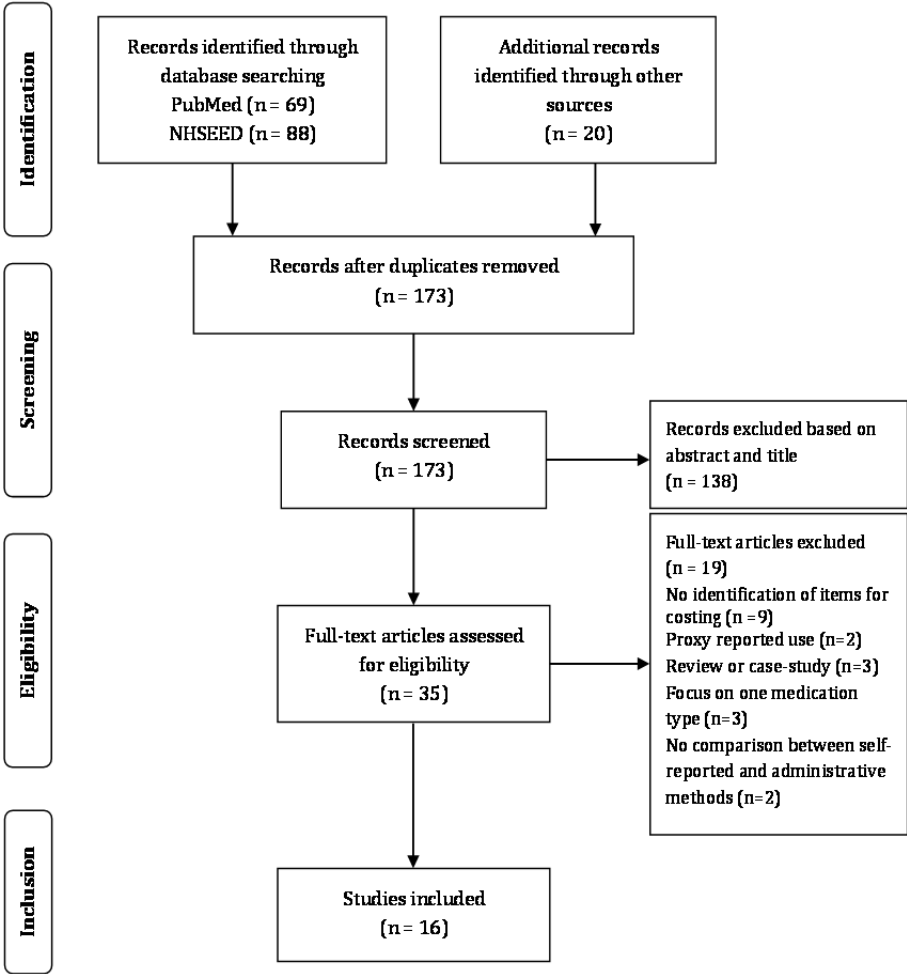 Identification
Records identified through
database searching
PubMed (n = 69)
NHSEED (n = 88)
Additional records
identified through other
sources
(n = 20)
Records after duplicates removed
(n = 173)
Screening
Records screened
(n = 173)
Records excluded based on
abstract and title
(n = 138)
Eligibility
Full-text articles assessed
for eligibility
(n = 35)
Full-text articles excluded
(n = 19)
No identification of items for
costing (n =9)
Proxy reported use (n=2)
Review or case-study (n=3)
Focus on one medication
type (n=3)
No comparison between self-
reported and administrative
methods (n=2)
Inclusion
Studies included
(n = 16)